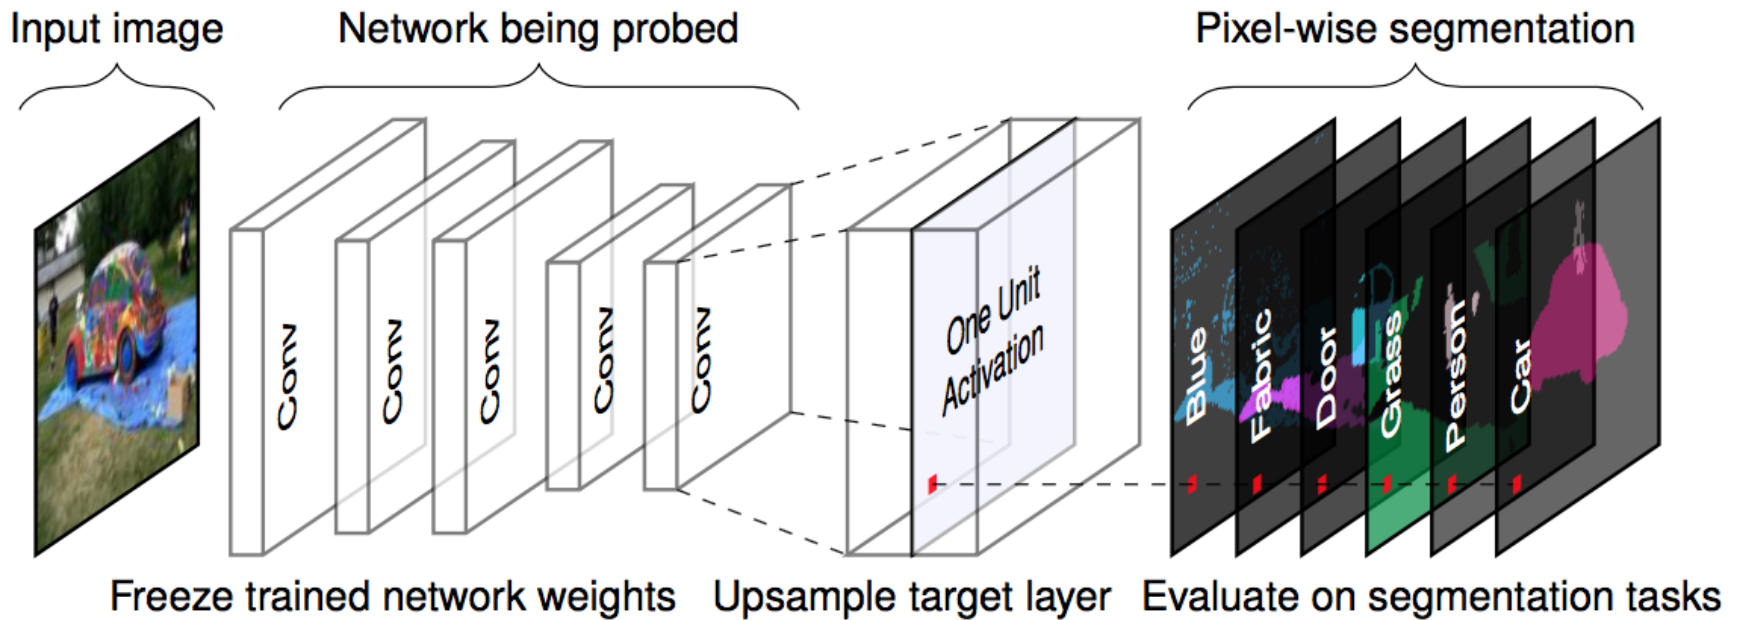 Input image
Network being probed
Pixel-wise segmentation
Conv
Conv
Conv
Conv
Conv
One Unit
Activation
Blue
Fabric
Door
Grass
Person
Car
Freeze trained network weights
Upsample target layer
Evaluate on segmentation tasks